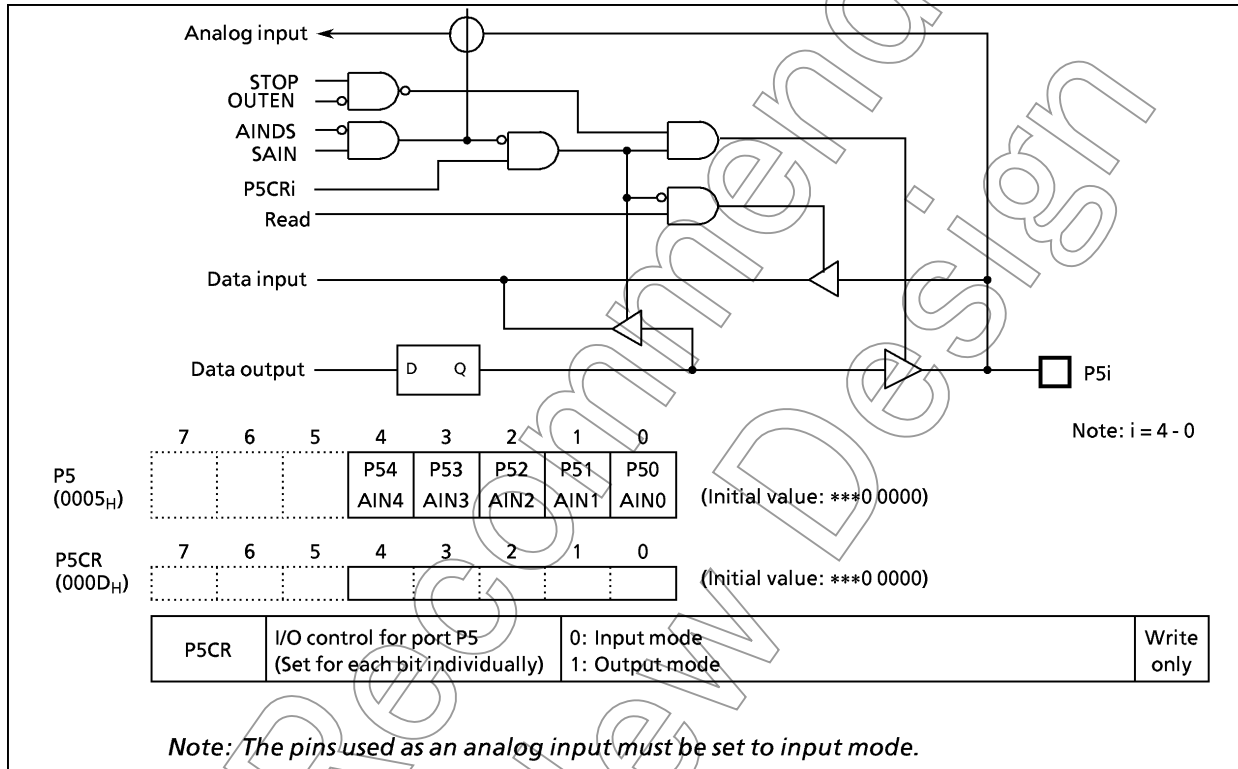 Analog input
STOP
OUTEN
AINDS
SAIN
P5CRi
Read
Data input
Data output
D Q
P5i
Note: i = 4 - 0
7 6 5 4 3 2 1 0
P5
(0005H)
P54 P53 P52 P51 P50
AIN4 AIN3 AIN2 AIN1 AIN0
(Initial value: ***0 0000)
7 6 5 4 3 2 1 0
P5CR
(000DH)
(Initial value: ***0 0000)
P5CR
I/O control for port P5
(Set for each bit individually)
0: Input mode
1: Output mode
Write
only
Note: The pins used as an analog input must be set to input mode.
Recommend
ew Design